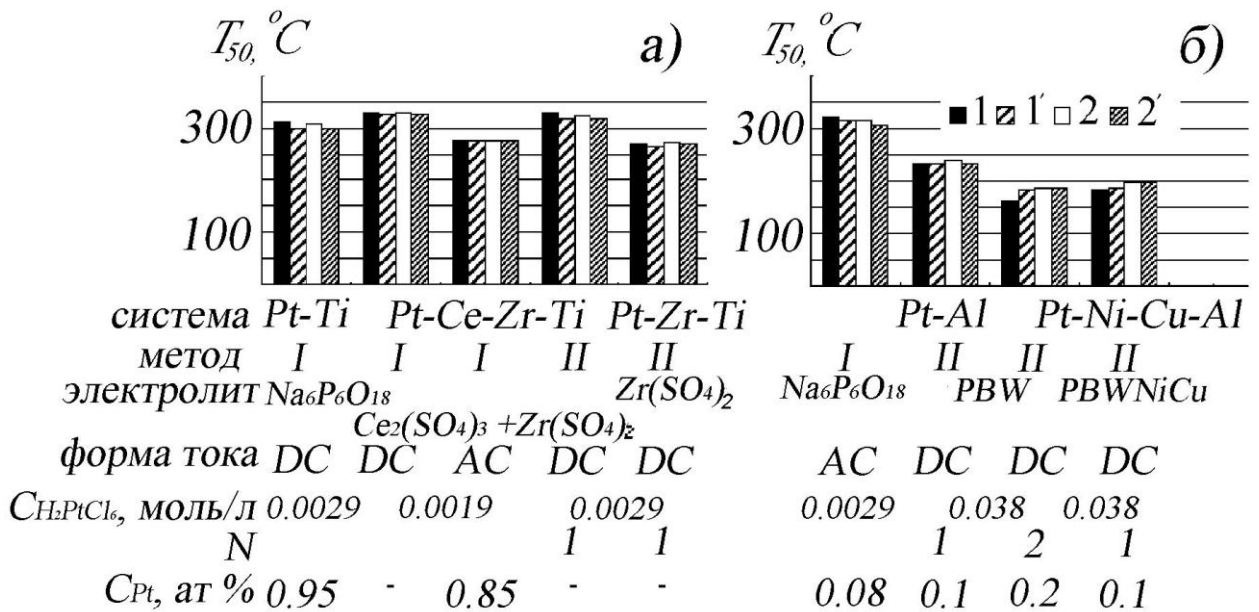 T50, °C а) T50, °C б)
1 1′ 2 2′
300 300
100 100
система Pt-Ti Pt-Ce-Zr-Ti Pt-Zr-Ti Pt-Al Pt-Ni-Cu-Al
метод I I I II II I II II II
электролит Na6P6O18 Zr(SO4)2 Na6P6O18 PBW PBWNiCu
Ce2(SO4)3 +Zr(SO4)2
форма тока DC DC AC DC DC AC DC DC DC
CH2PtCl6, моль/л 0.0029 0.0019 0.0029 0.0029 0.038 0.038
N 1 1 1 2 1
CPt, ат % 0.95 - 0.85 - - 0.08 0.1 0.2 0.1